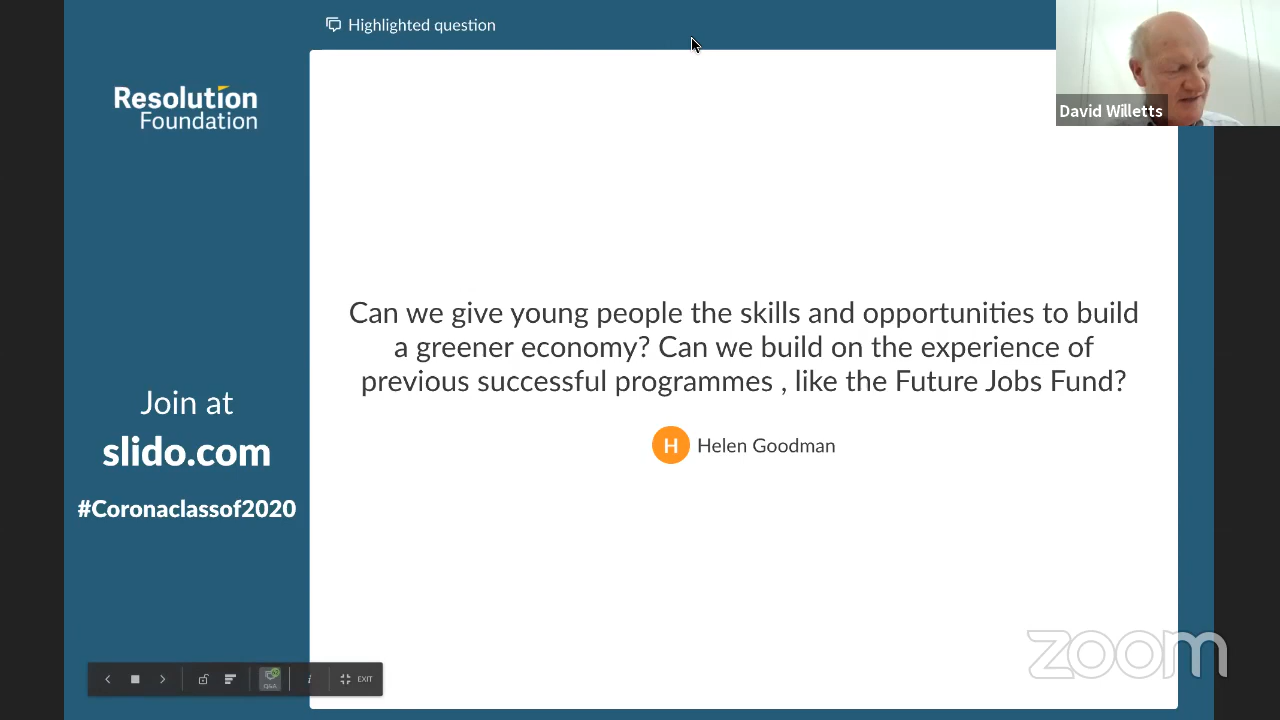 Highlighted question
Resolution
Foundation
David Willetts
Can we give young people the skills and opportunities to build
a greener economy? Can we build on the experience of
previous successful programmes , like the Future Jobs Fund?
H Helen Goodman
Join at
slido.com
#Coronaclassof2020
Q&A
i
EXIT
zoom